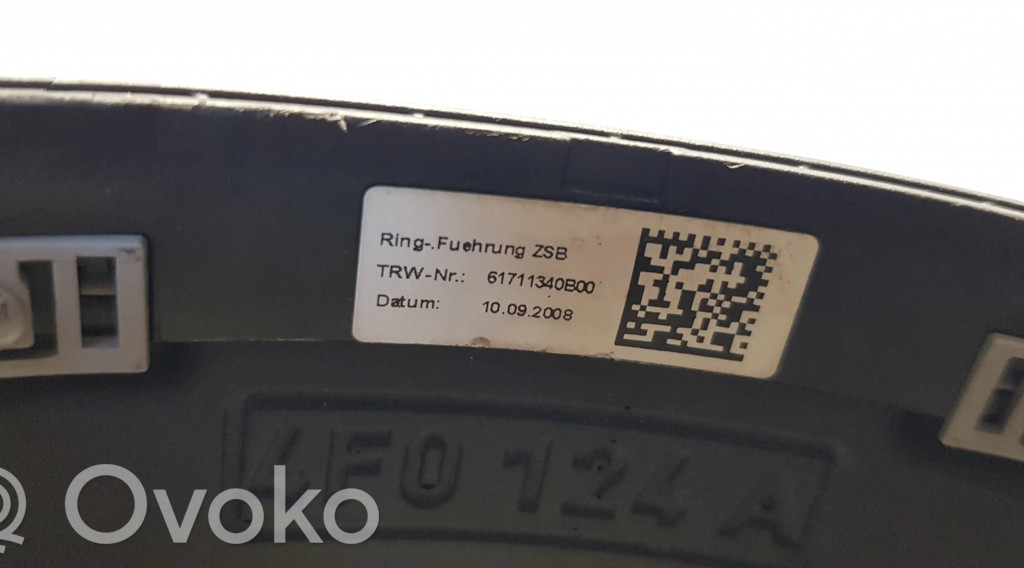 Ring-.Fuehrung ZSB
TRW-Nr.: 61711340B00
Datum: 10.09.2008
4F0 124 A
Ovoko